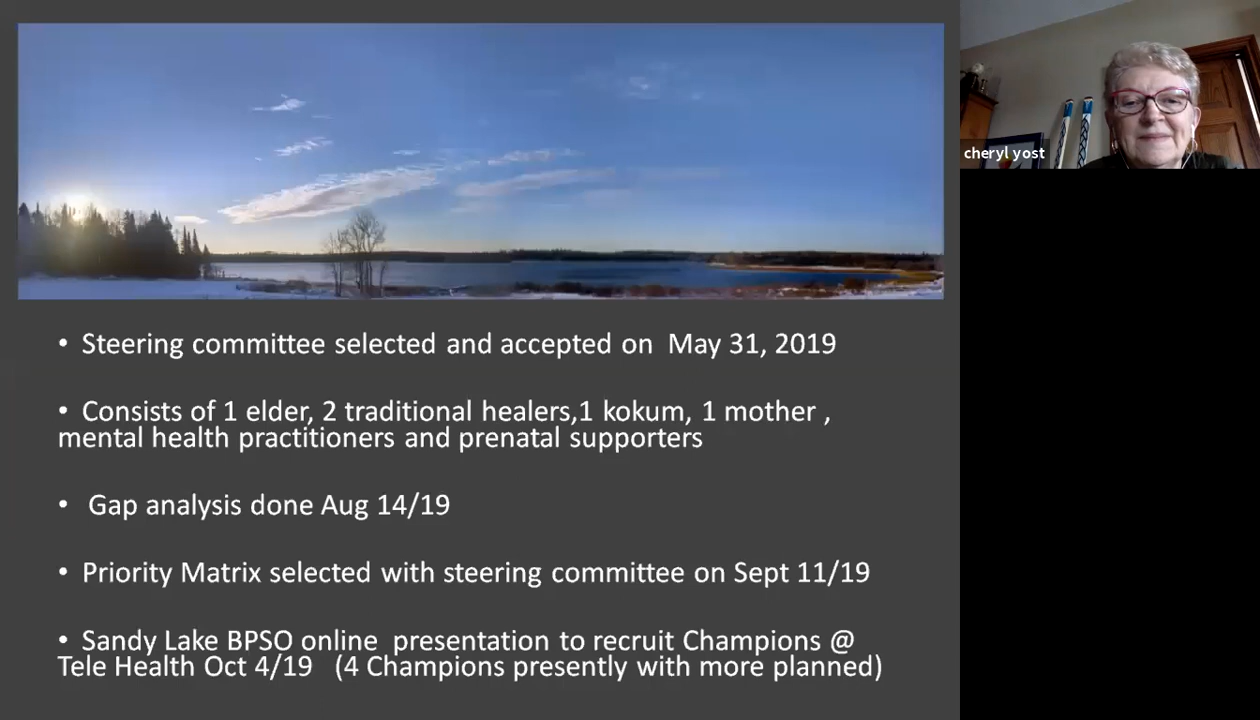 cheryl yost
• Steering committee selected and accepted on May 31, 2019
• Consists of 1 elder, 2 traditional healers,1 kokum, 1 mother ,
mental health practitioners and prenatal supporters
• Gap analysis done Aug 14/19
• Priority Matrix selected with steering committee on Sept 11/19
• Sandy Lake BPSO online presentation to recruit Champions @
Tele Health Oct 4/19 (4 Champions presently with more planned)